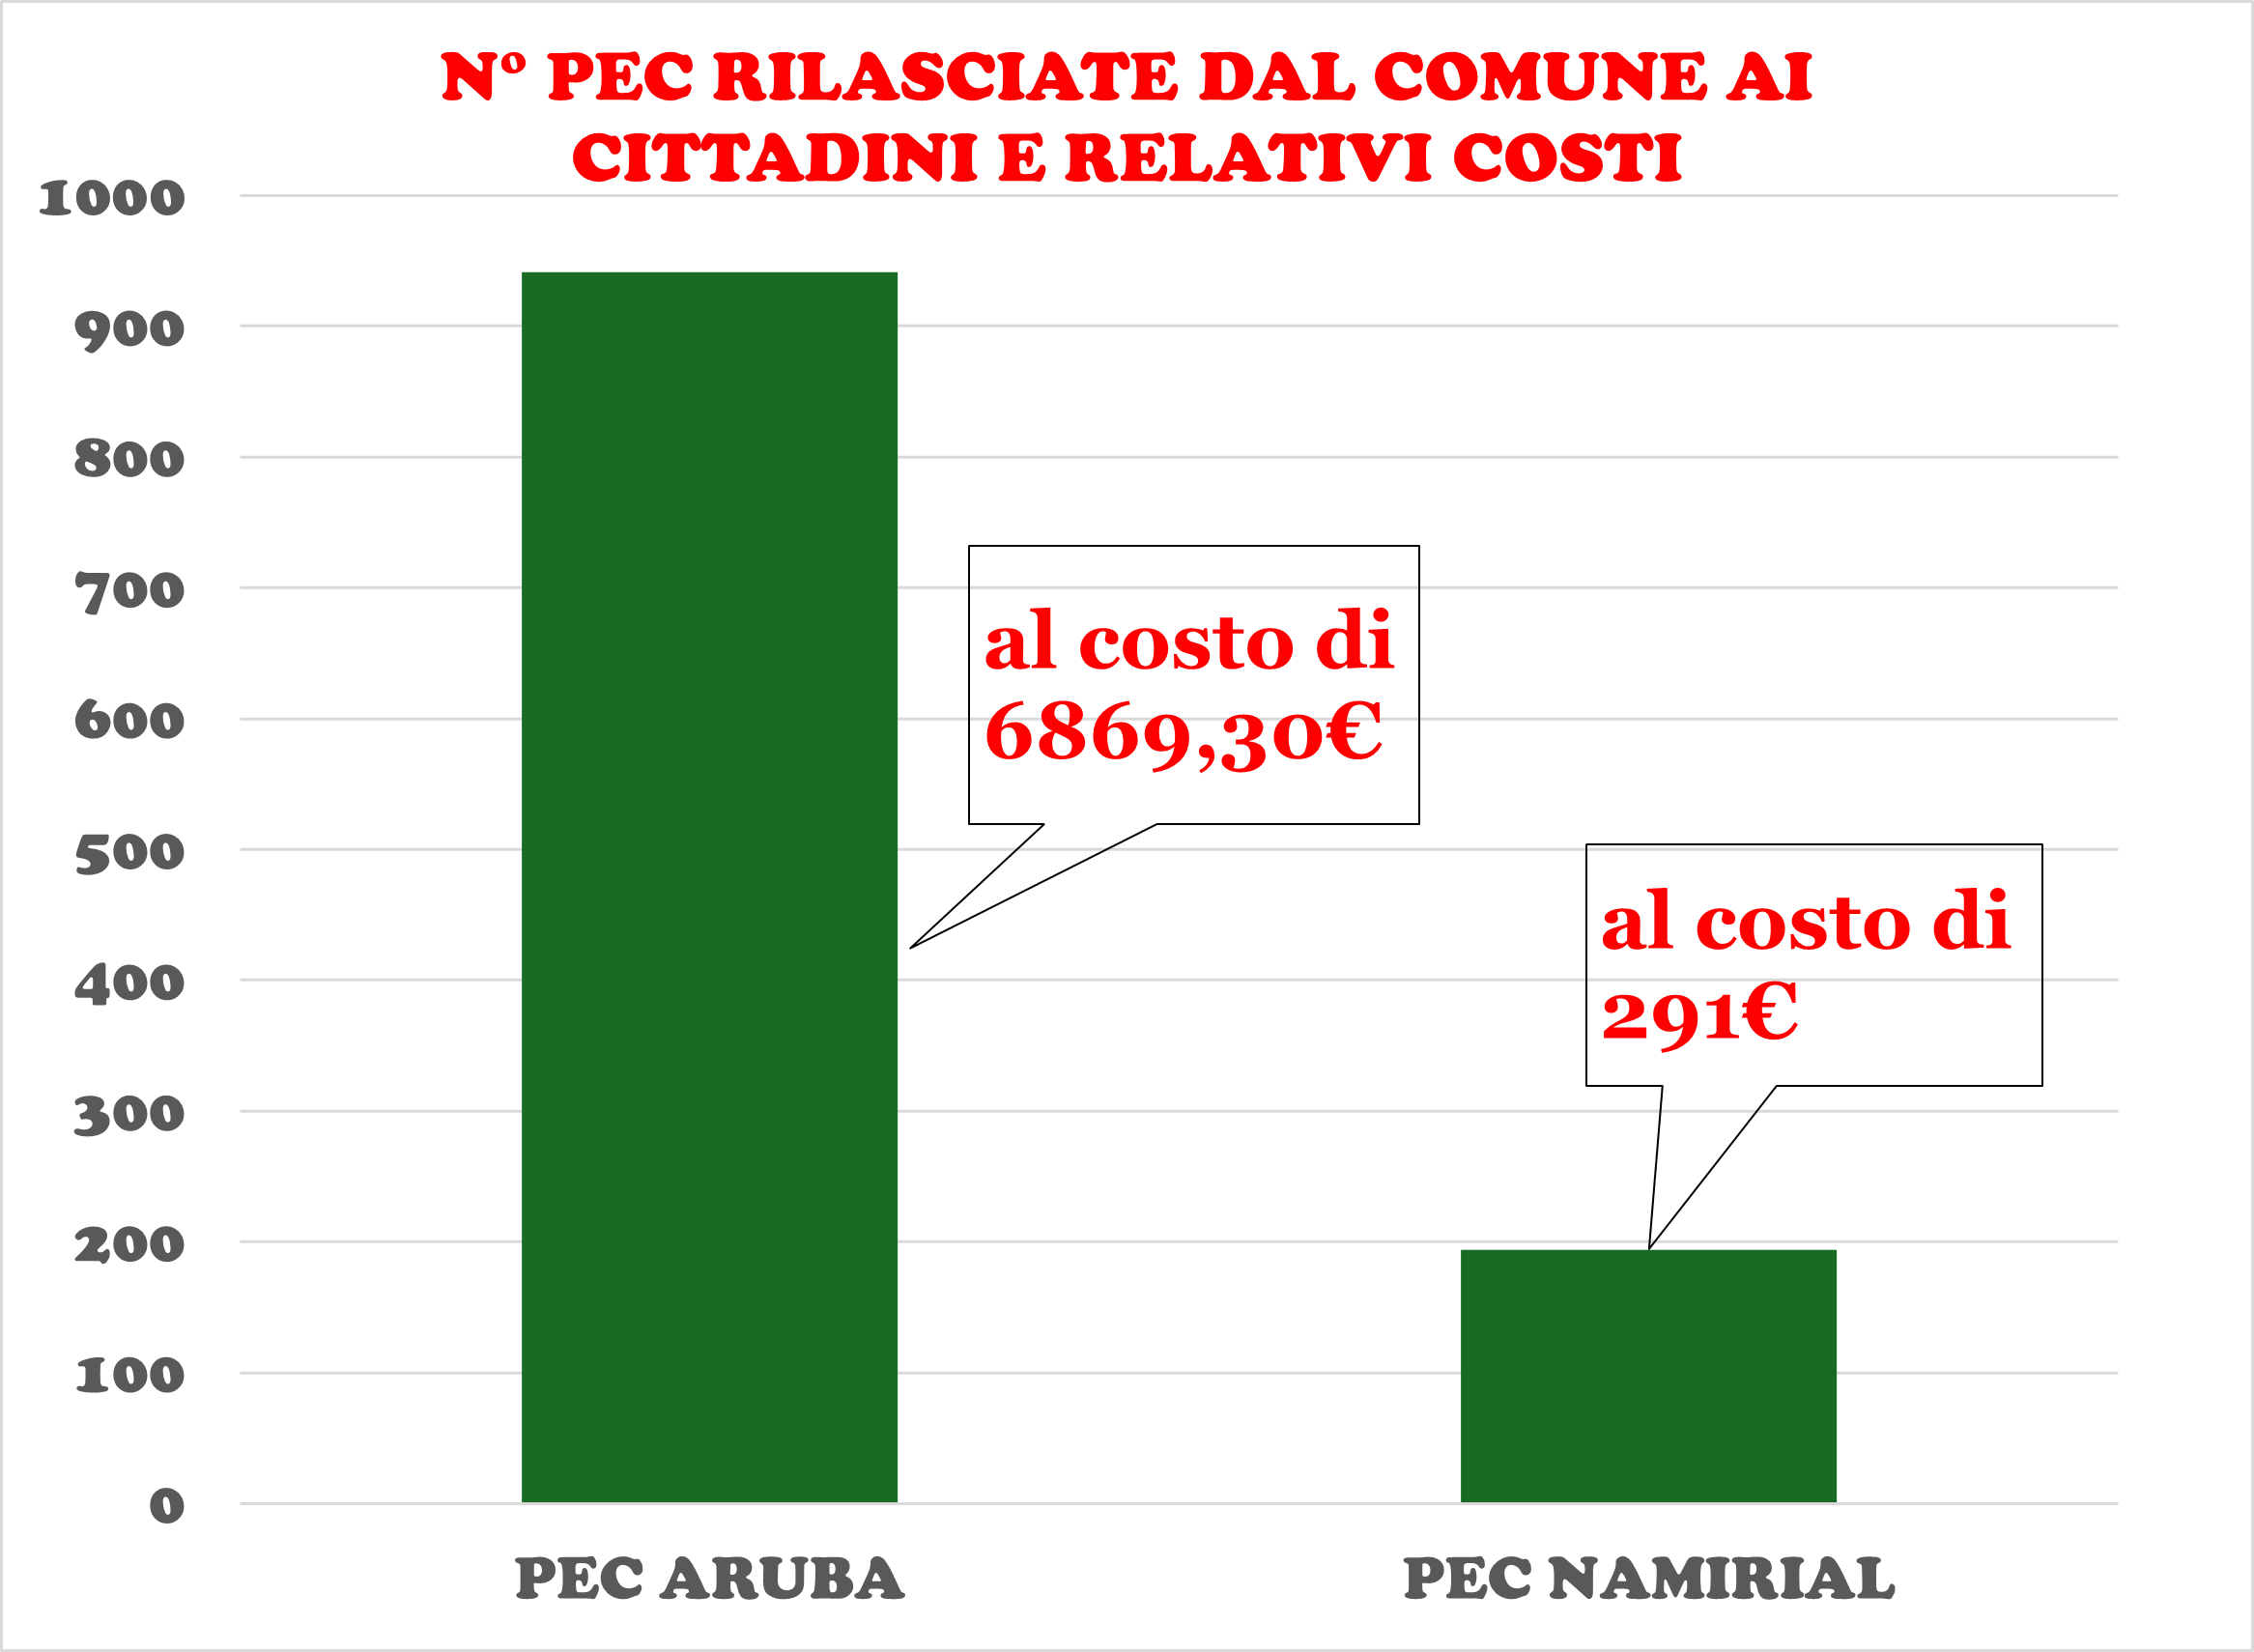 N° PEC RILASCIATE DAL COMUNE AI
CITTADINI E RELATIVI COSTI
1000
900
800
700
600
500
400
300
200
100
0
al costo di
6869,30€
al costo di
291€
PEC ARUBA
PEC NAMIRIAL